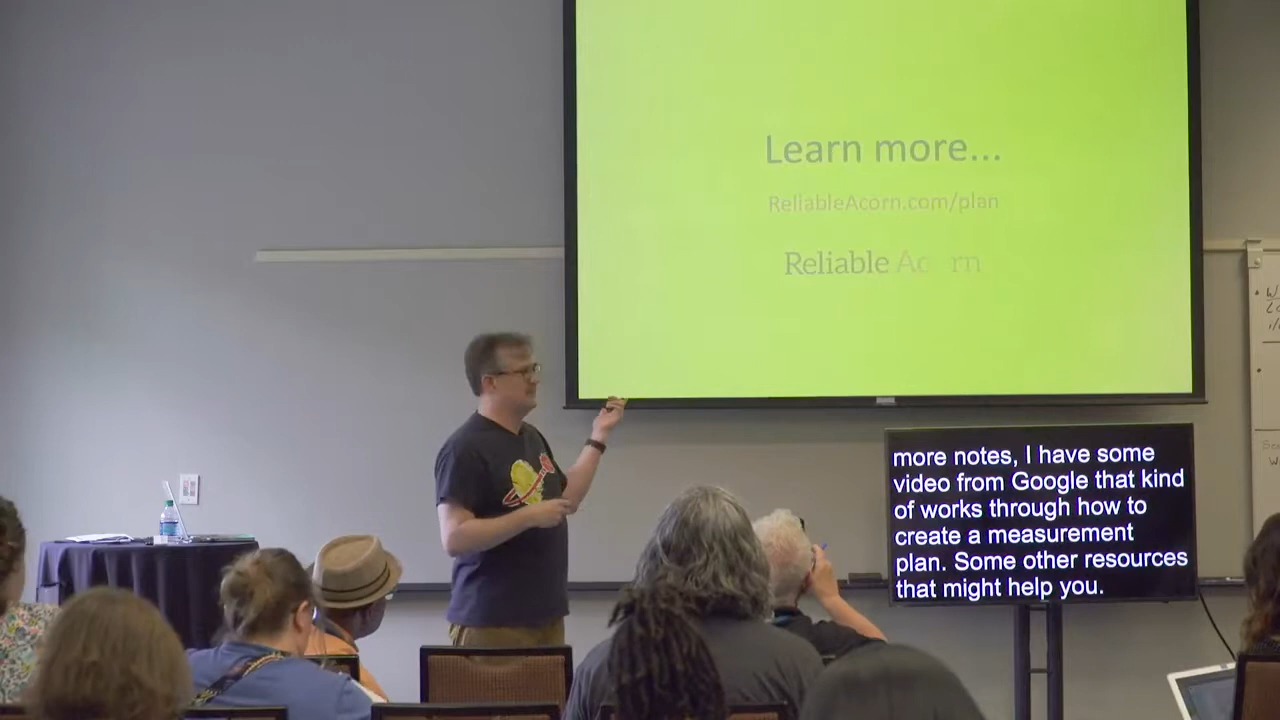 Learn more...
ReliableAcorn.com/plan
Reliable Acorn
more notes, I have some
video from Google that kind
of works through how to
create a measurement
plan. Some other resources
that might help you.